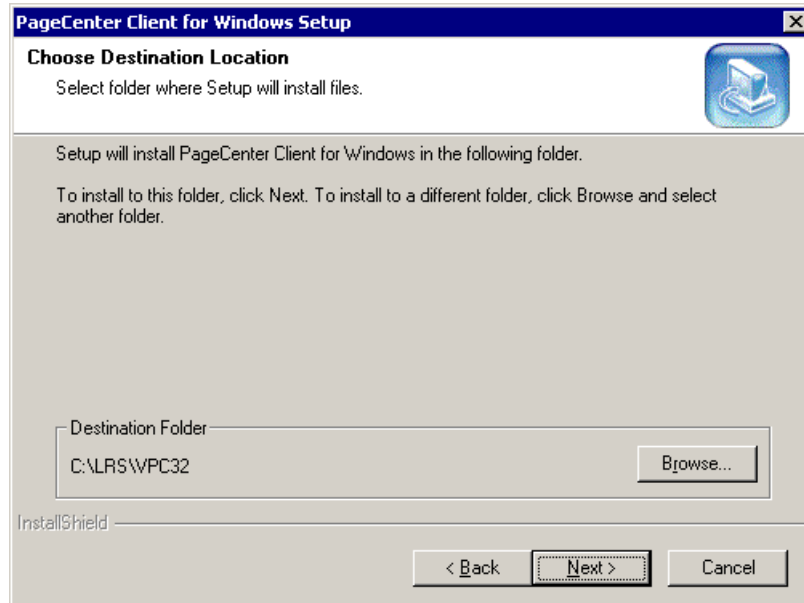 PageCenter Client for Windows Setup
Choose Destination Location
Select folder where Setup will install files.
Setup will install PageCenter Client for Windows in the following folder.
To install to this folder, click Next. To install to a different folder, click Browse and select
another folder.
Destination Folder
C:\LRS\VPC32
Browse...
InstallShield
< Back
Next >
Cancel